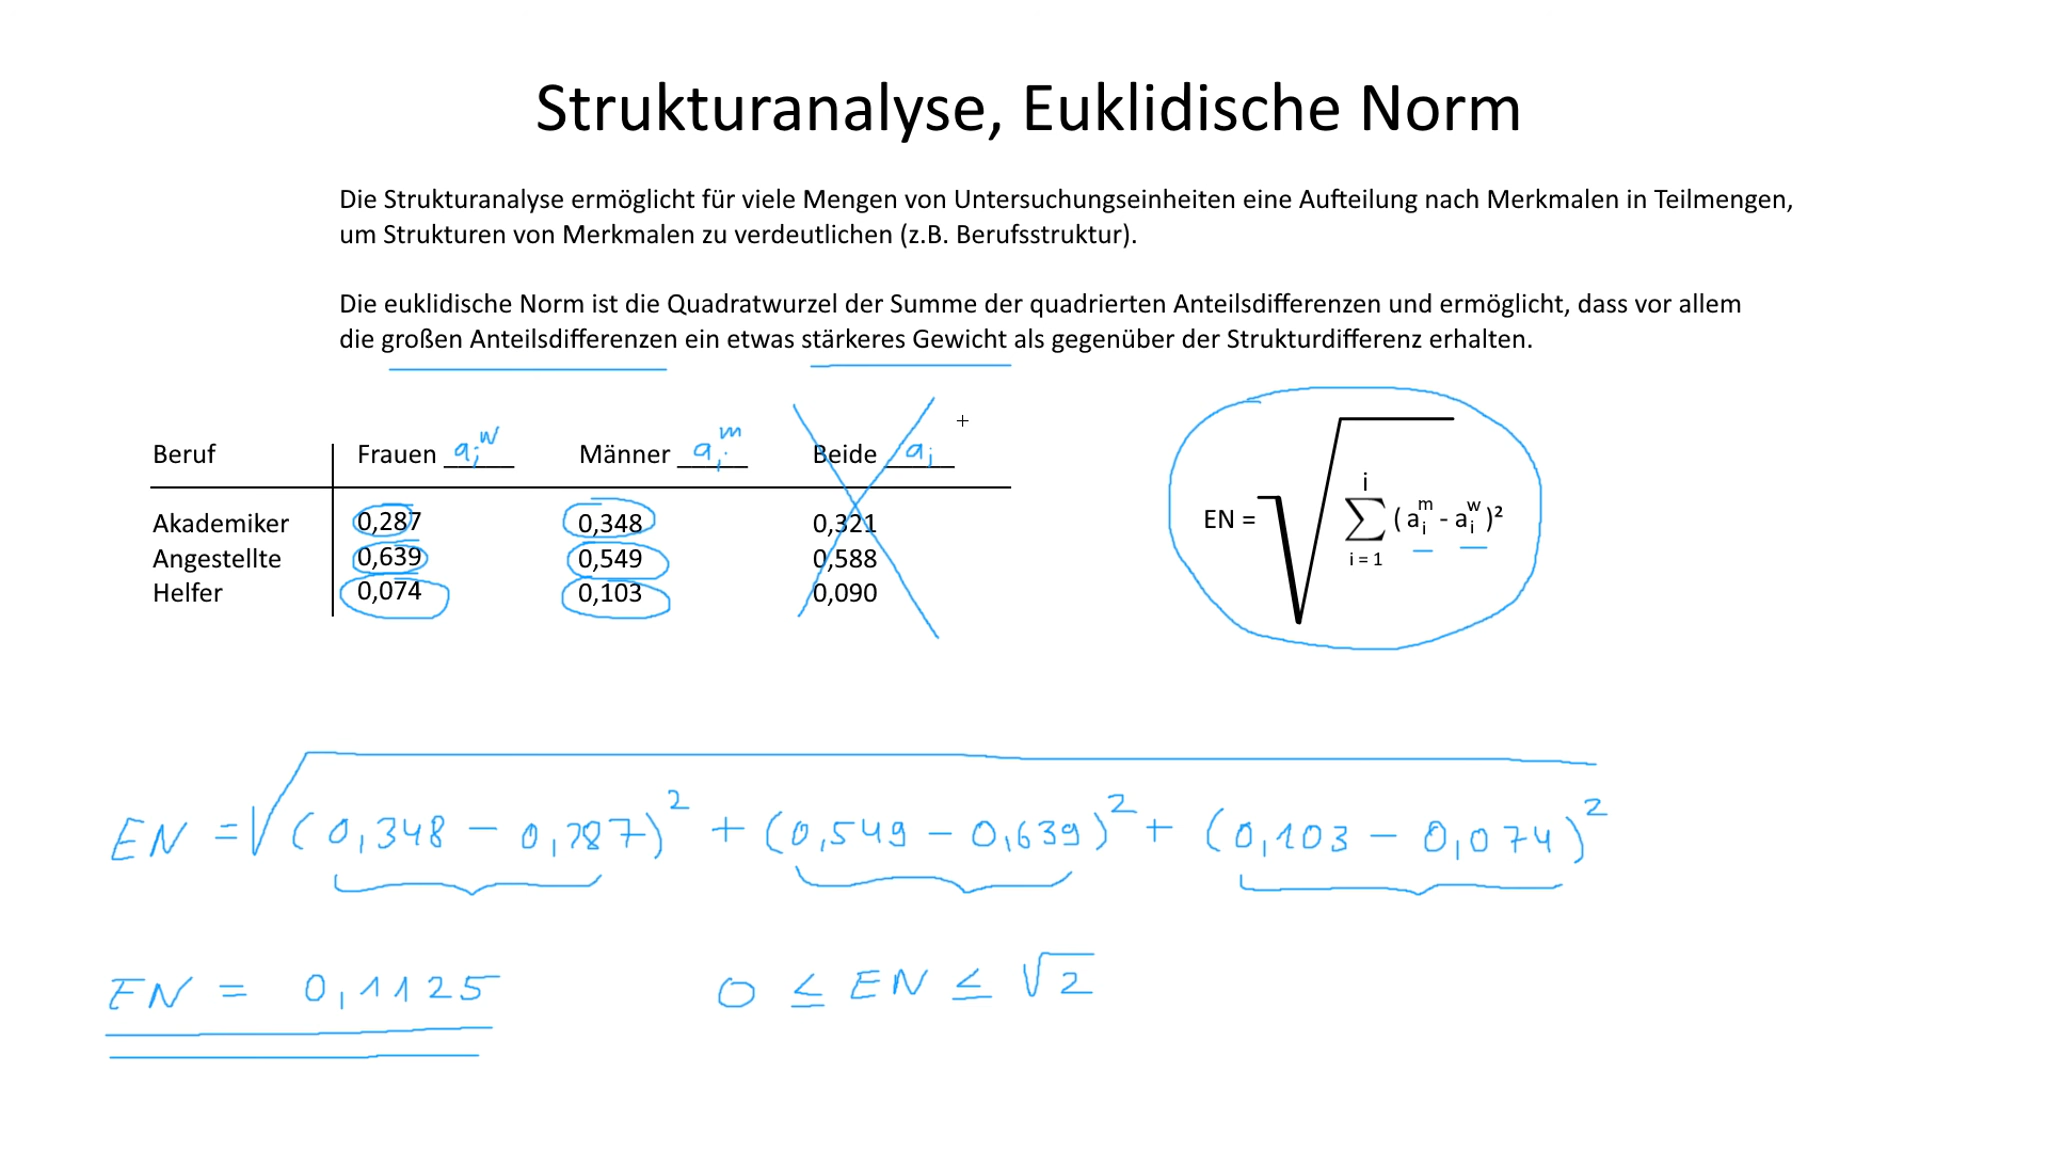 Strukturanalyse, Euklidische Norm
Die Strukturanalyse ermöglicht für viele Mengen von Untersuchungseinheiten eine Aufteilung nach Merkmalen in Teilmengen,
um Strukturen von Merkmalen zu verdeutlichen (z.B. Berufsstruktur).
Die euklidische Norm ist die Quadratwurzel der Summe der quadrierten Anteilsdifferenzen und ermöglicht, dass vor allem
die großen Anteilsdifferenzen ein etwas stärkeres Gewicht als gegenüber der Strukturdifferenz erhalten.
Beruf Frauen a_i^w Männer a_i^m Beide a_i
Akademiker 0,287 0,348 0,321
Angestellte 0,639 0,549 0,588
Helfer 0,074 0,103 0,090
EN = √ i ∑ i = 1 ( a_i^m - a_i^w )²
EN = √ (0,348 – 0,287)² + (0,549 – 0,639)² + (0,103 – 0,074)²
EN = 0,1125 0 ≤ EN ≤ √2